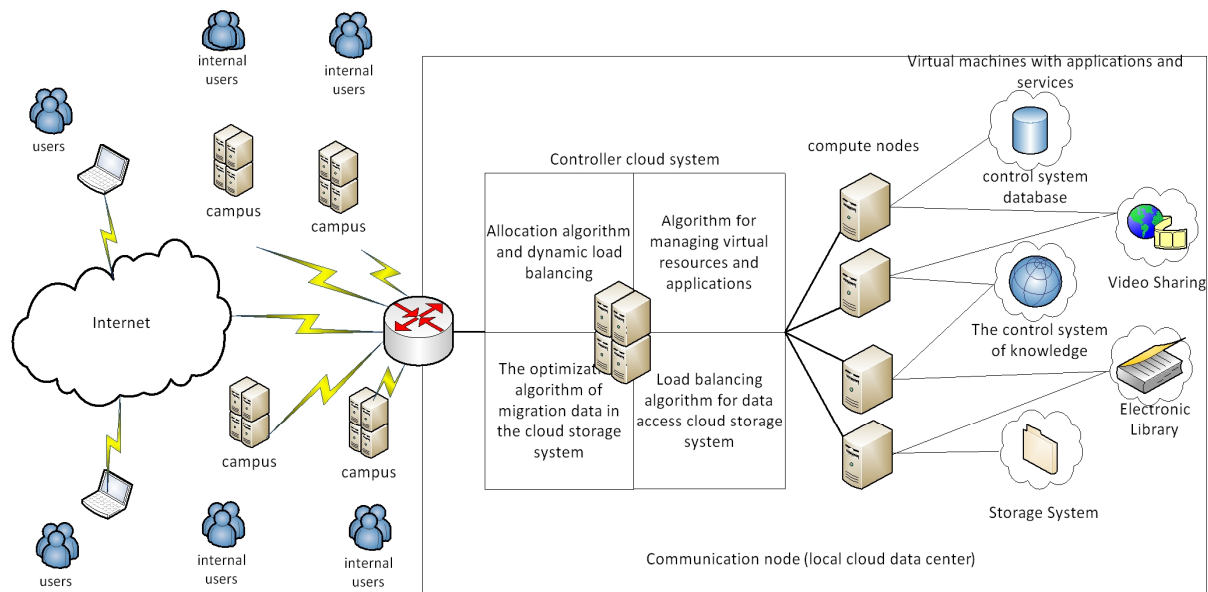 internal
users
internal
users
users
campus
campus
Internet
campus
campus
users
internal
users
internal
users
Controller cloud system
Allocation algorithm
and dynamic load
balancing
Algorithm for
managing virtual
resources and
applications
The
algorithm of
migration data in
the cloud storage
system
Load balancing
algorithm for data
access cloud storage
system
compute nodes
Virtual machines with applications and
services
control system
database
Video Sharing
The control system
of knowledge
Electronic
Library
Storage System
Communication node (local cloud data center)